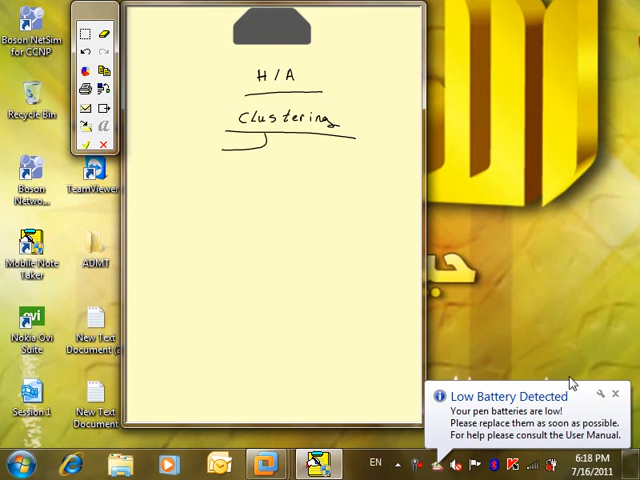 Boson NetSim
for CCNP
Recycle Bin
Boson
Netwo...
TeamViewer
Mobile Note
Taker
ADMT
Nokia Ovi
Suite
ovi
New Text
Document (
Session 1
New Text
Document
H/A
Clustering
Low Battery Detected
Your pen batteries are low!
Please replace them as soon as possible.
For help please consult the User Manual.
EN
6:18 PM
7/16/2011